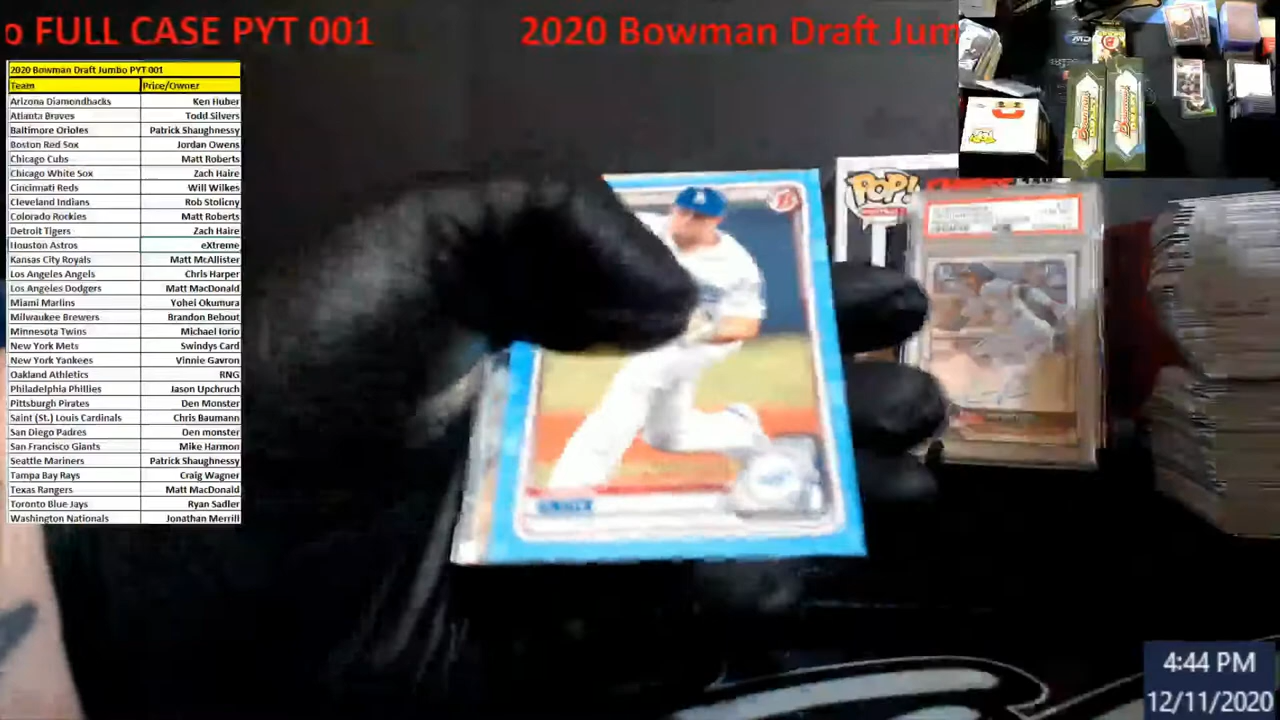 o FULL CASE PYT 001 2020 Bowman Draft Jum
2020 Bowman Draft Jumbo PYT 001
Team Price/Owner
Arizona Diamondbacks Ken Huber
Atlanta Braves Todd Silvers
Baltimore Orioles Patrick Shaughnessy
Boston Red Sox Jordan Owens
Chicago Cubs Matt Roberts
Chicago White Sox Zach Haire
Cincinnati Reds Will Wilkes
Cleveland Indians Rob Stolicny
Colorado Rockies Matt Roberts
Detroit Tigers Zach Haire
Houston Astros eXtreme
Kansas City Royals Matt McAllister
Los Angeles Angels Chris Harper
Los Angeles Dodgers Matt MacDonald
Miami Marlins Yohei Okumura
Milwaukee Brewers Brandon Bebout
Minnesota Twins Michael Iorio
New York Mets Swindys Card
New York Yankees Vinnie Gavron
Oakland Athletics RNG
Philadelphia Phillies Jason Upchurch
Pittsburgh Pirates Den Monster
Saint (St.) Louis Cardinals Chris Baumann
San Diego Padres Den monster
San Francisco Giants Mike Harmon
Seattle Mariners Patrick Shaughnessy
Tampa Bay Rays Craig Wagner
Texas Rangers Matt MacDonald
Toronto Blue Jays Ryan Sadler
Washington Nationals Jonathan Merrill
POP!
4:44 PM
12/11/2020